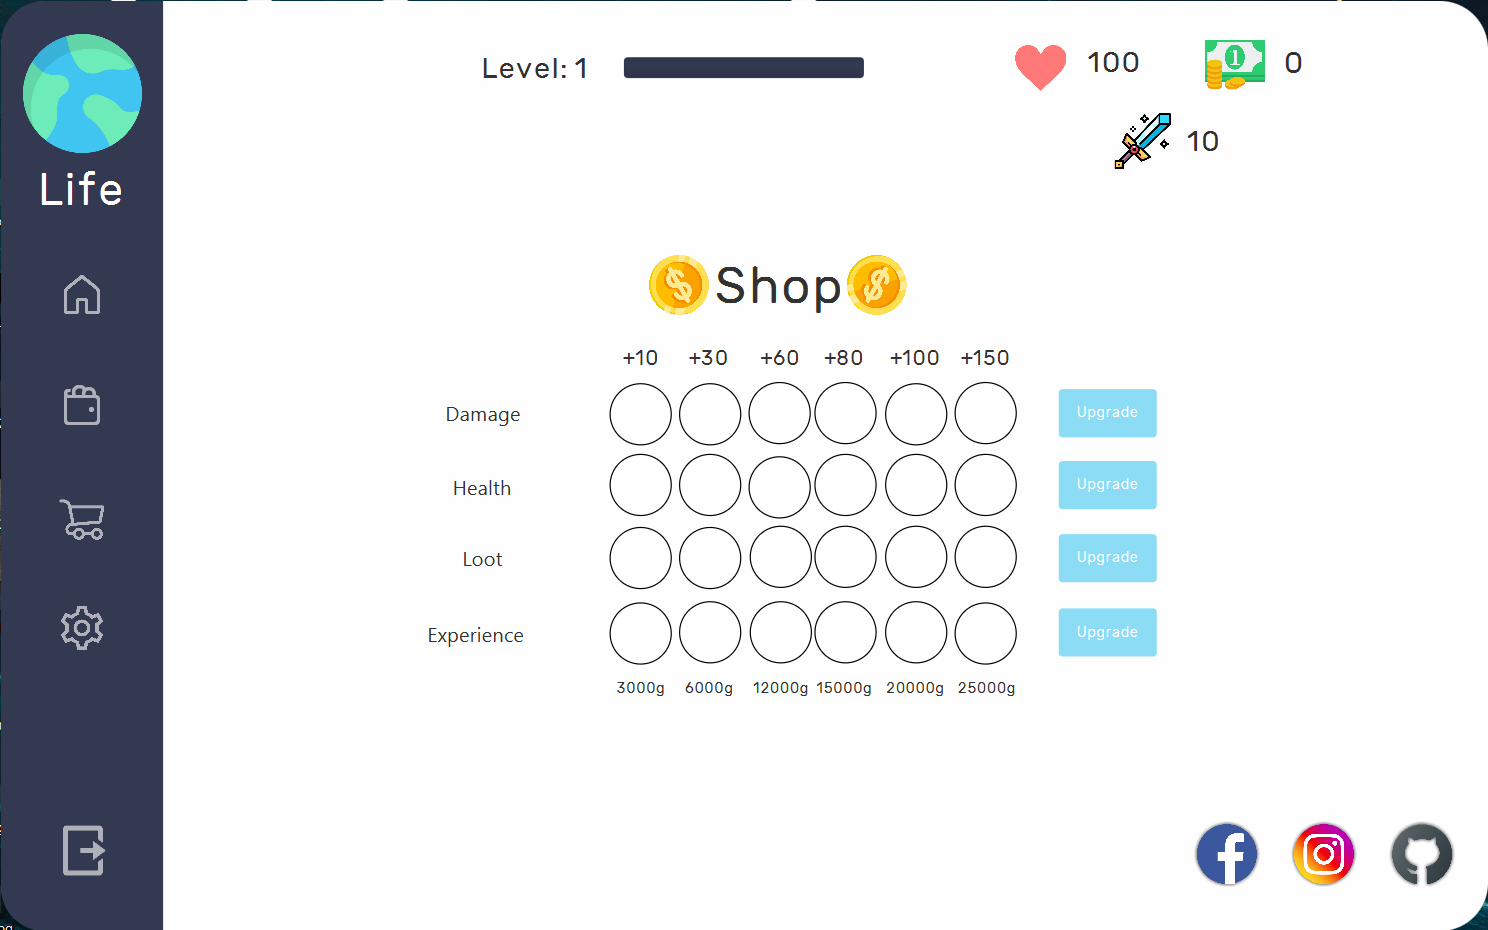 Level: 1
100
0
10
Life
Shop
+10 +30 +60 +80 +100 +150
Damage Upgrade
Health Upgrade
Loot Upgrade
Experience Upgrade
3000g 6000g 12000g 15000g 20000g 25000g